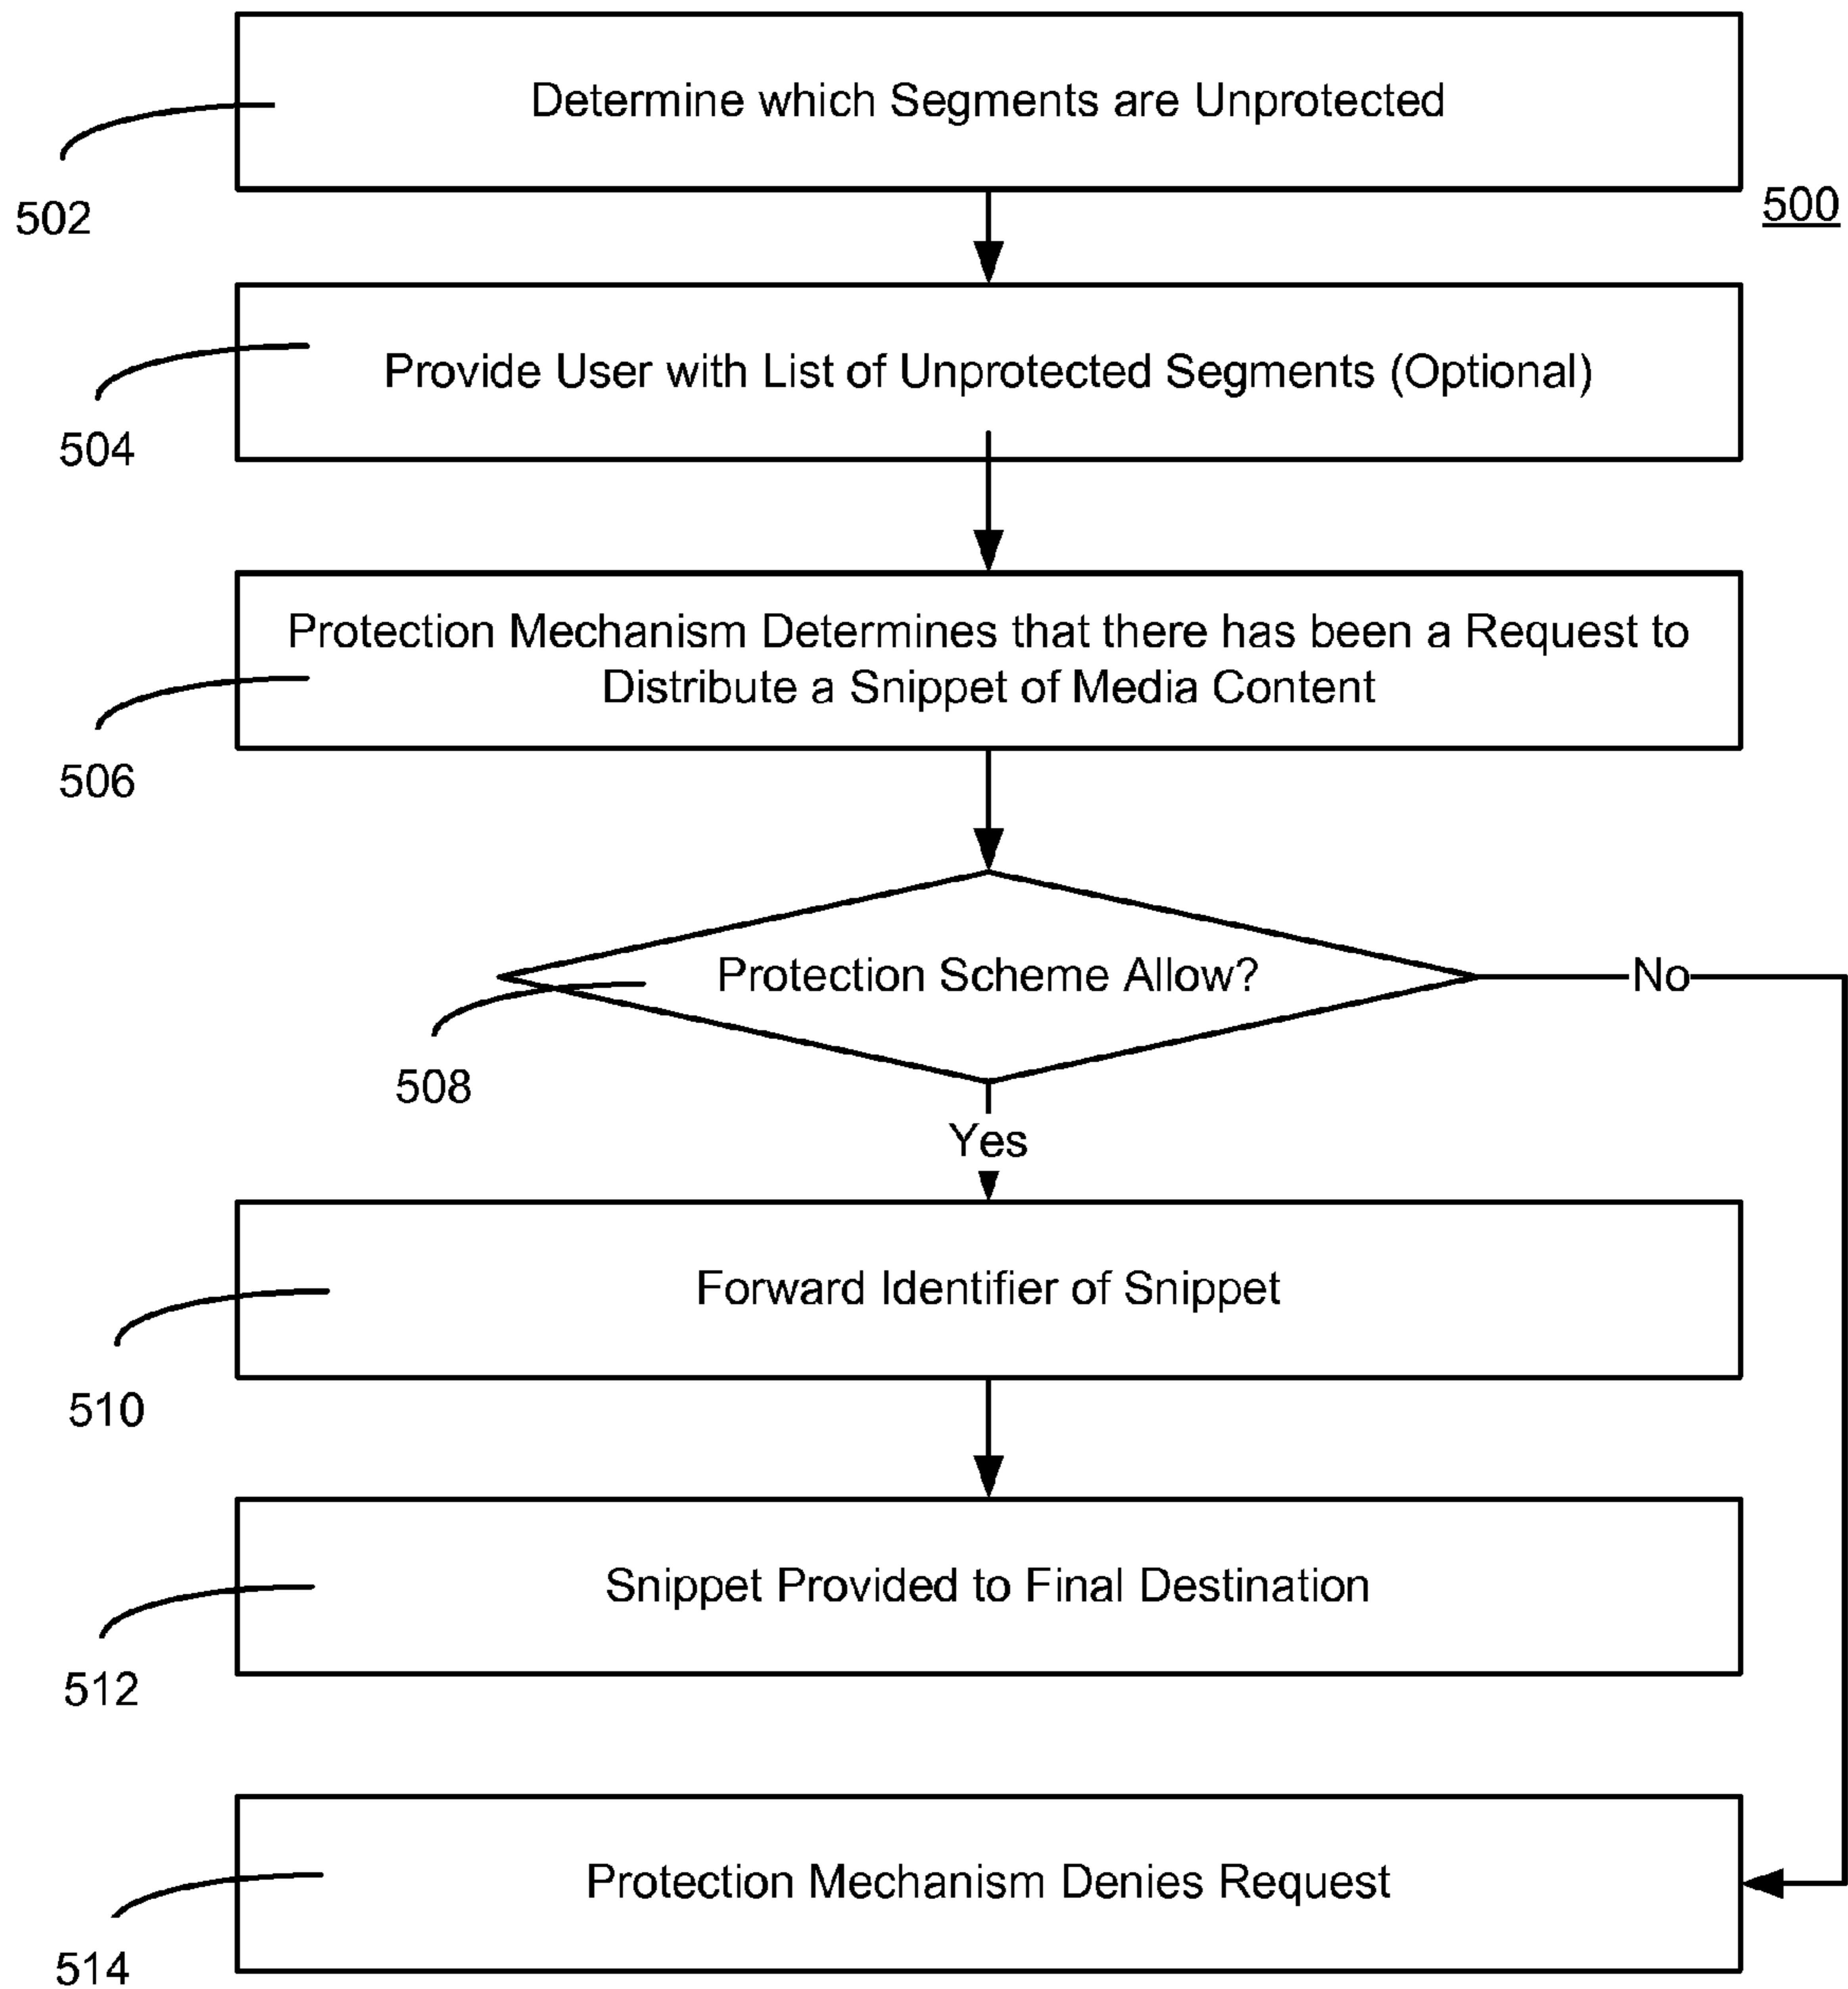 Determine which Segments are Unprotected
502
500
Provide User with List of Unprotected Segments (Optional)
504
Protection Mechanism Determines that there has been a Request to
Distribute a Snippet of Media Content
506
Protection Scheme Allow?
No
508
Yes
Forward Identifier of Snippet
510
Snippet Provided to Final Destination
512
Protection Mechanism Denies Request
514